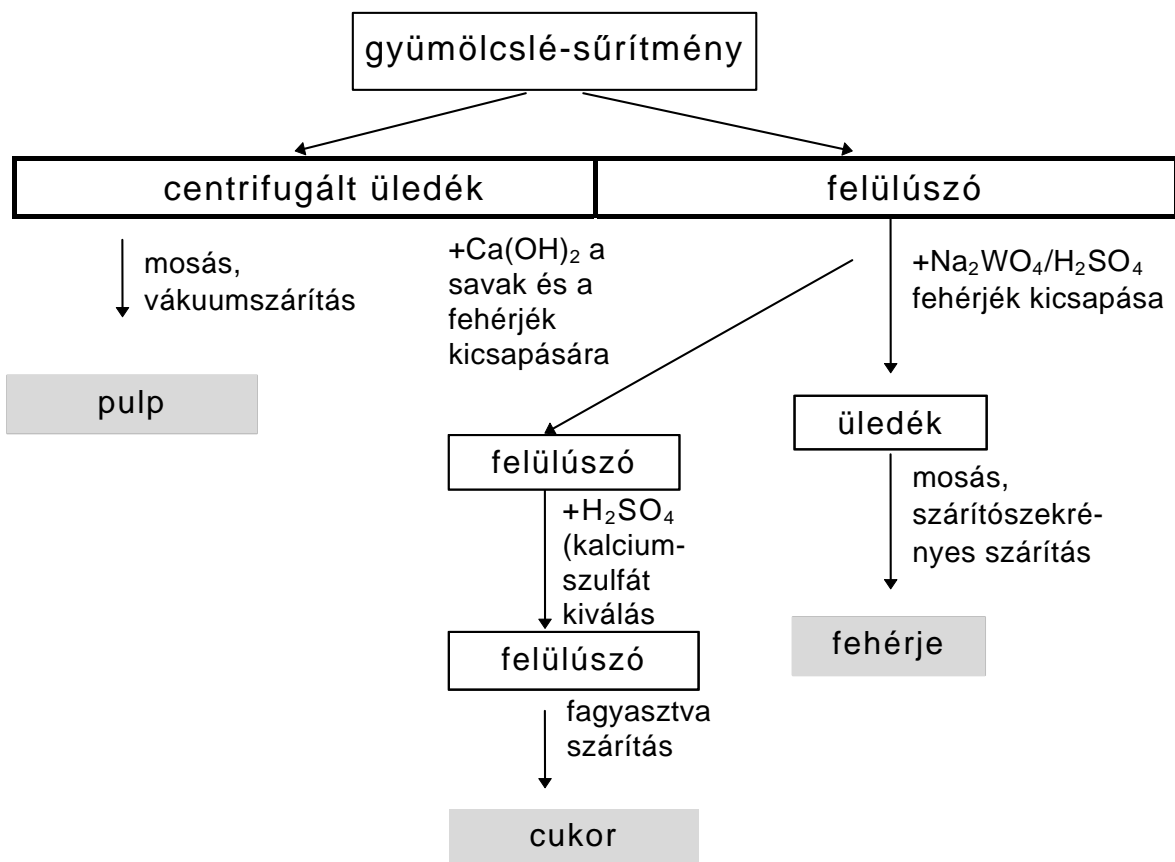 gyümölcslé-sűrítmény
centrifugált üledék
felülúszó
mosás,
vákuumszárítás
+Ca(OH)₂ a
savak és a
fehérjék
kicsapására
+Na₂WO₄/H₂SO₄
fehérjék kicsapása
pulp
felülúszó
üledék
+H₂SO₄
(kalcium-
szulfát
kiválás
mosás,
szárítószekré-
nyes szárítás
felülúszó
fehérje
fagyasztva
szárítás
cukor